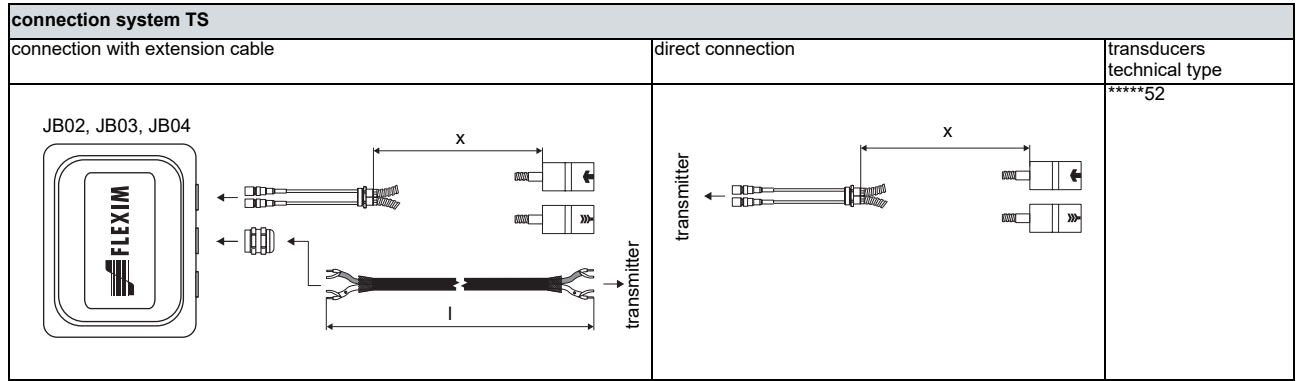 connection system TS
connection with extension cable
direct connection
transducers
technical type
*****52
JB02, JB03, JB04
x
FLEXIM
transmitter
l
x
transmitter